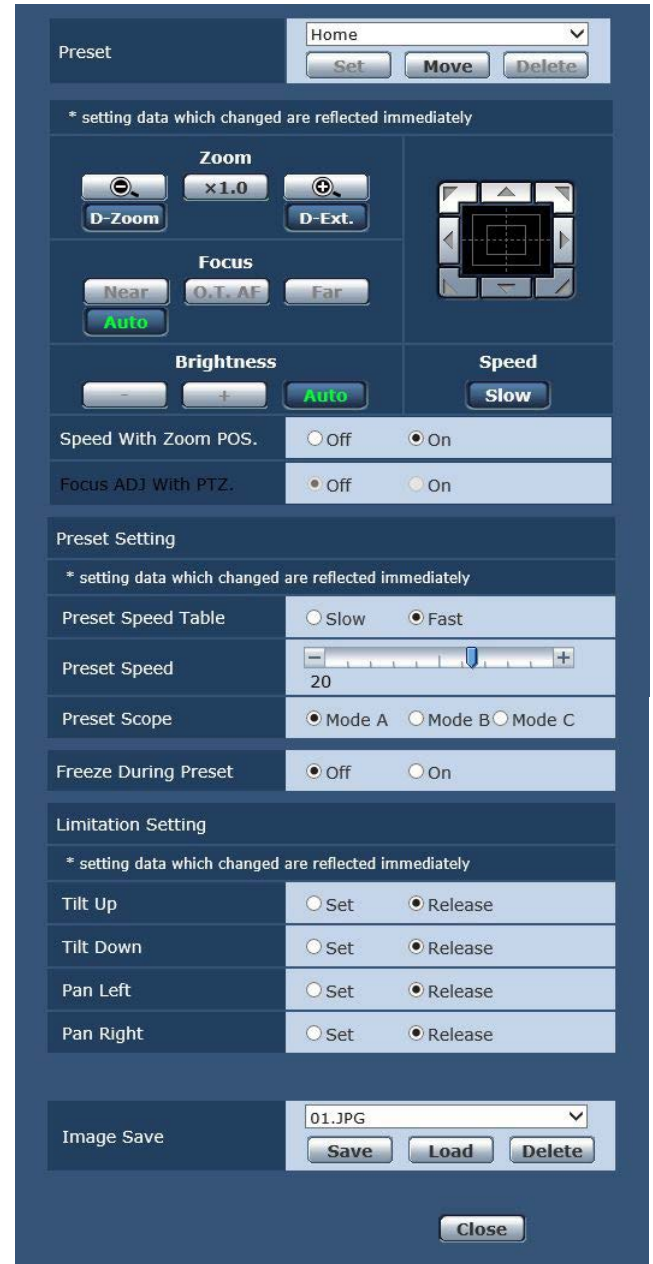 Preset
Home
Set Move Delete
* setting data which changed are reflected immediately
Zoom
×1.0
D-Zoom D-Ext.
Focus
Near O.T. AF Far
Auto
Brightness
- + Auto
Speed
Slow
Speed With Zoom POS. Off On
Focus ADJ With PTZ. Off On
Preset Setting
* setting data which changed are reflected immediately
Preset Speed Table Slow Fast
Preset Speed
20
Preset Scope Mode A Mode B Mode C
Freeze During Preset Off On
Limitation Setting
* setting data which changed are reflected immediately
Tilt Up Set Release
Tilt Down Set Release
Pan Left Set Release
Pan Right Set Release
Image Save
01.JPG
Save Load Delete
Close